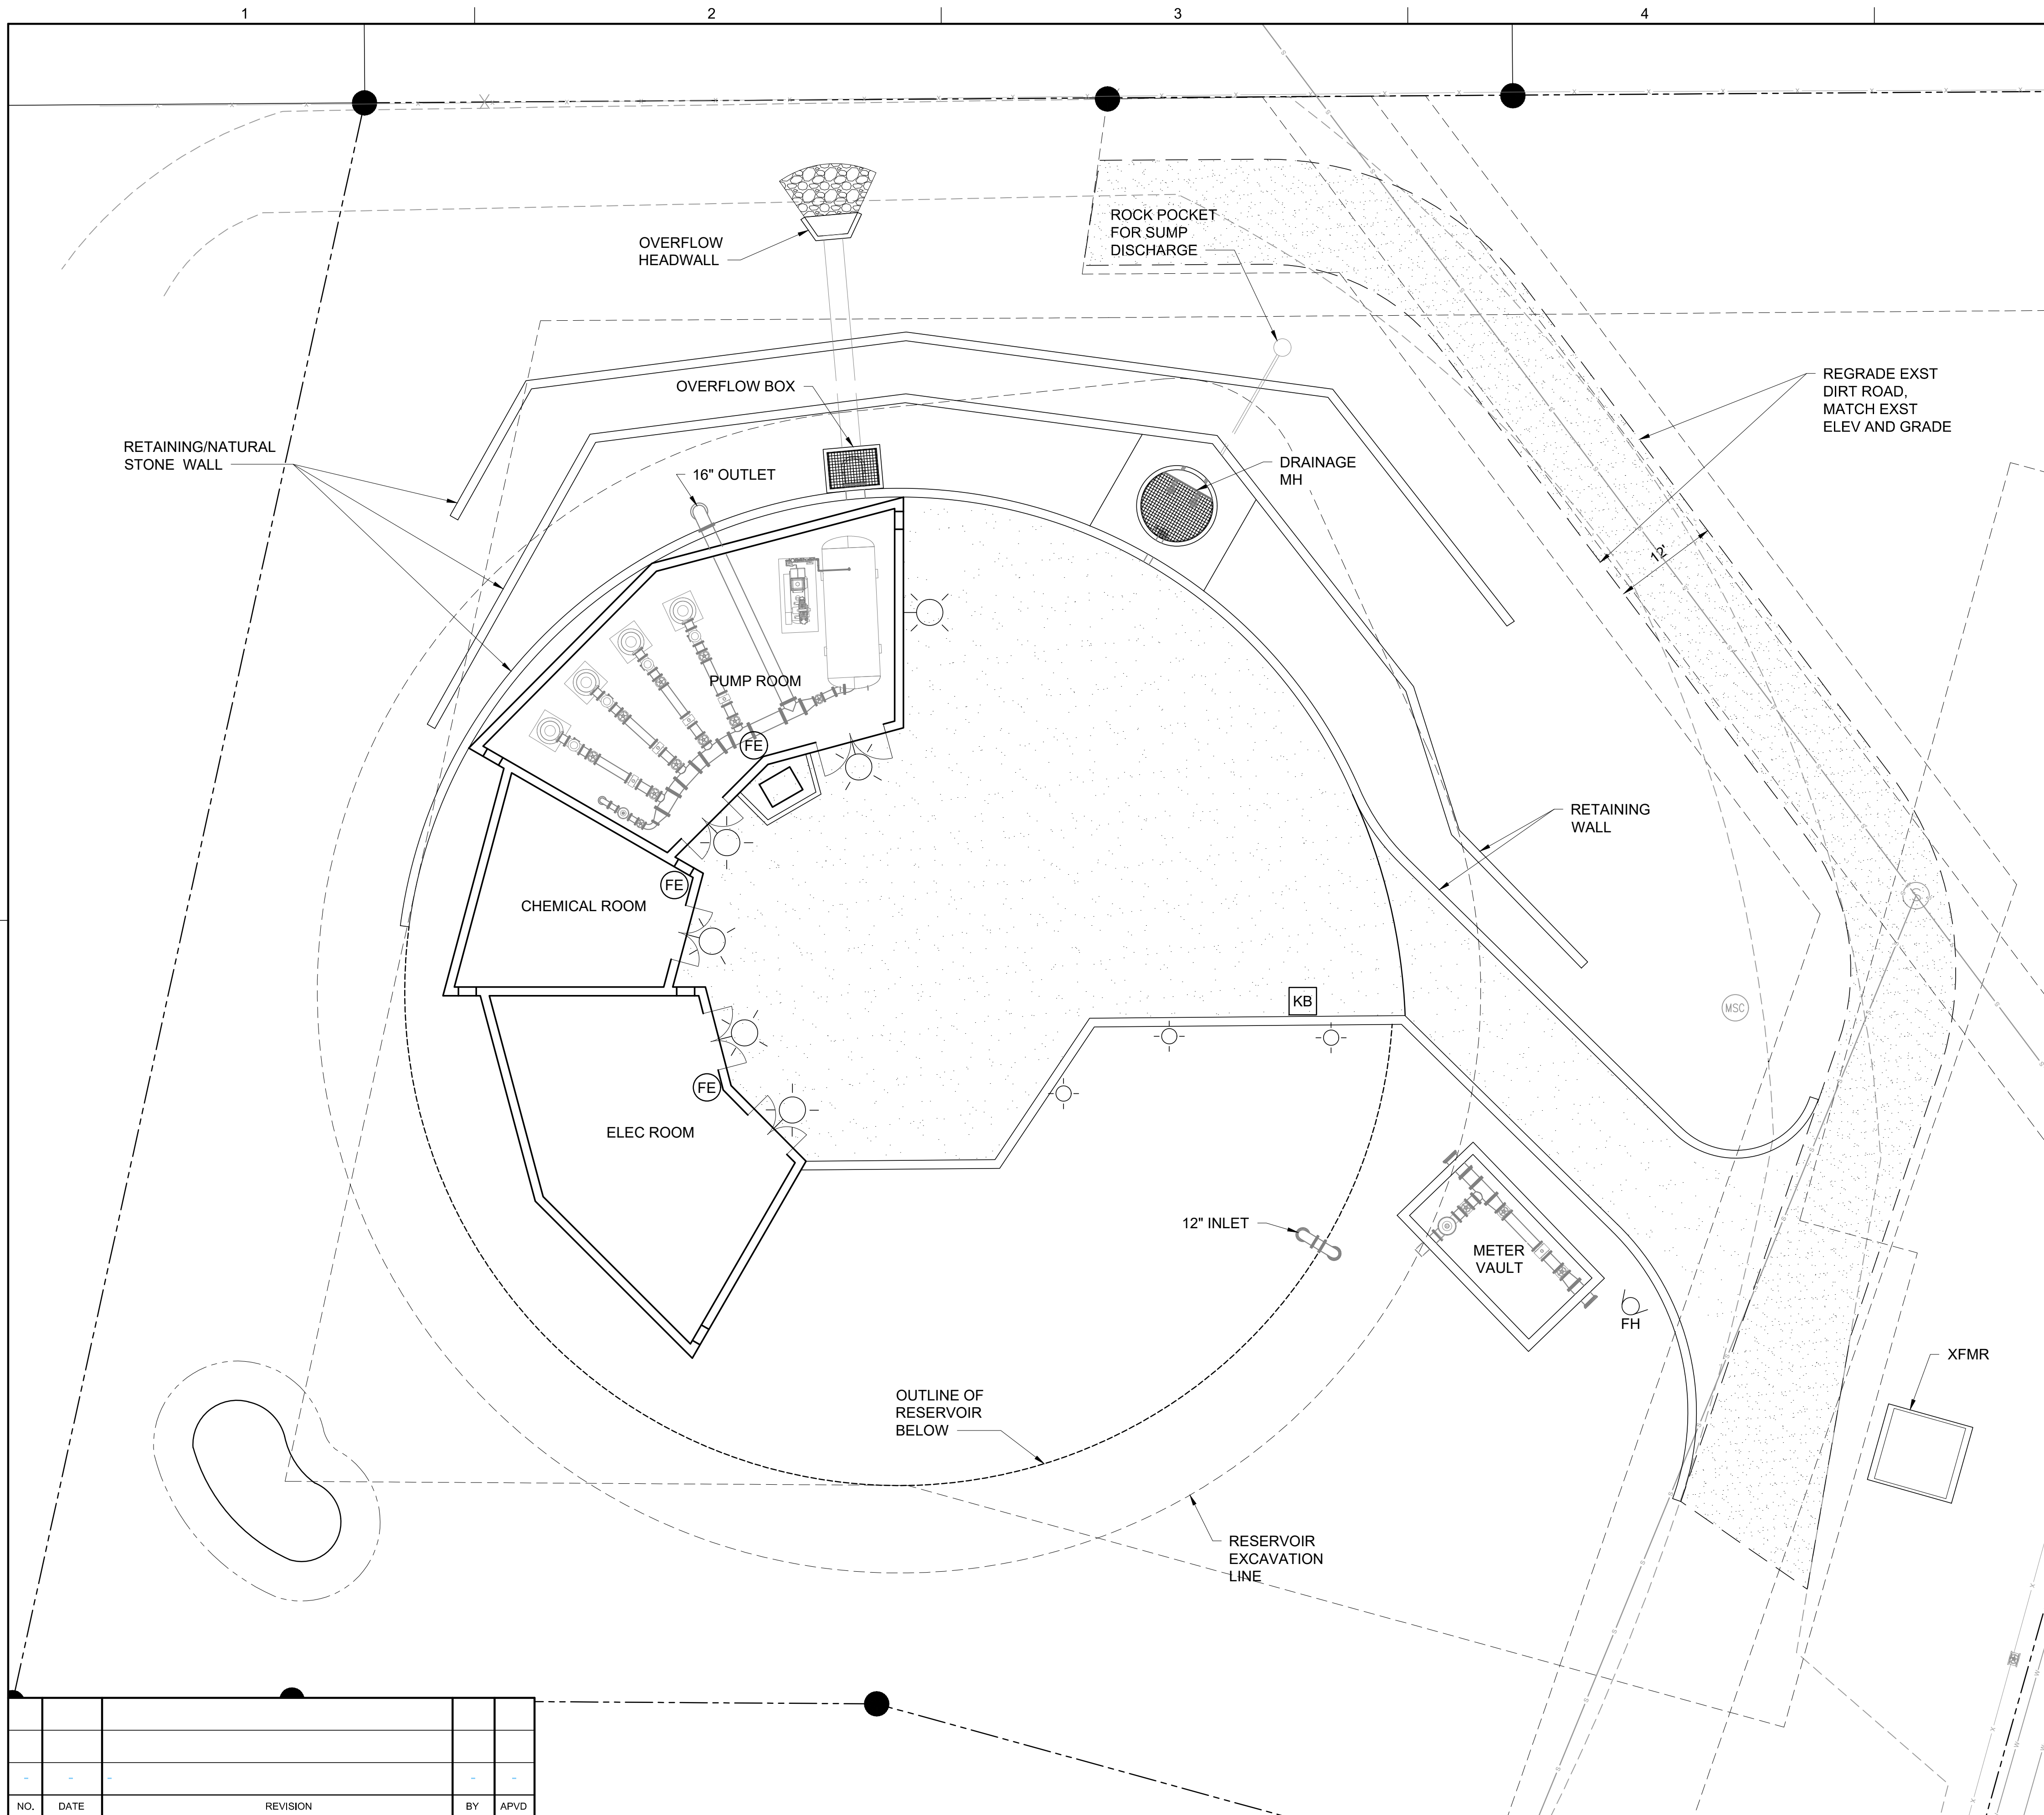 1
2
3
4
OVERFLOW
HEADWALL
ROCK POCKET
FOR SUMP
DISCHARGE
OVERFLOW BOX
REGRADE EXST
DIRT ROAD,
MATCH EXST
ELEV AND GRADE
RETAINING/NATURAL
STONE WALL
16" OUTLET
DRAINAGE
MH
12'
PUMP ROOM
FE
RETAINING
WALL
FE
CHEMICAL ROOM
S
KB
MSC
FE
ELEC ROOM
12" INLET
METER
VAULT
FH
XFMR
OUTLINE OF
RESERVOIR
BELOW
RESERVOIR
EXCAVATION
LINE
- - - - -
NO. DATE REVISION BY APVD